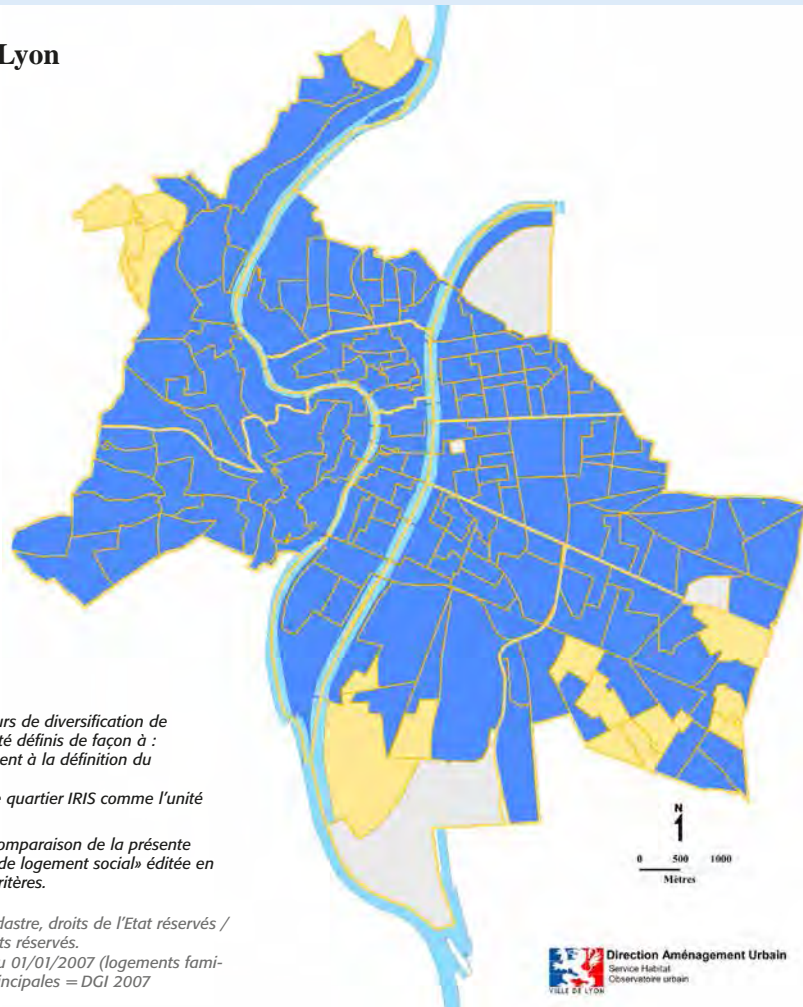 Lyon
urs de diversification de
té définis de façon à :
ent à la définition du
e quartier IRIS comme l'unité
omparaison de la présente
de logement social» éditée en
ritères.
dastre, droits de l'Etat réservés /
ts réservés.
u 01/01/2007 (logements fami-
incipales = DGI 2007
N
0 500 1000
Mètres
Direction Aménagement Urbain
Service Habitat
Observatoire urbain
VILLE DE LYON